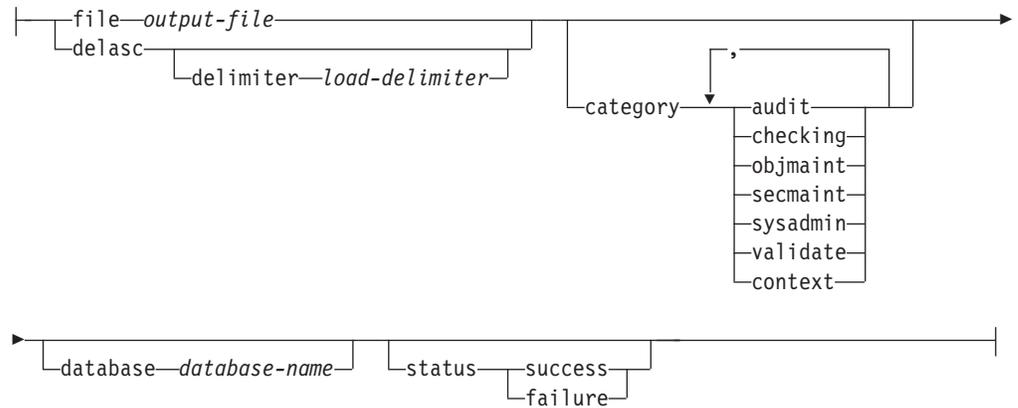 file output-file
delasc
delimiter load-delimiter
,
category audit
checking
objmaint
secmaint
sysadmin
validate
context
database database-name status success
failure